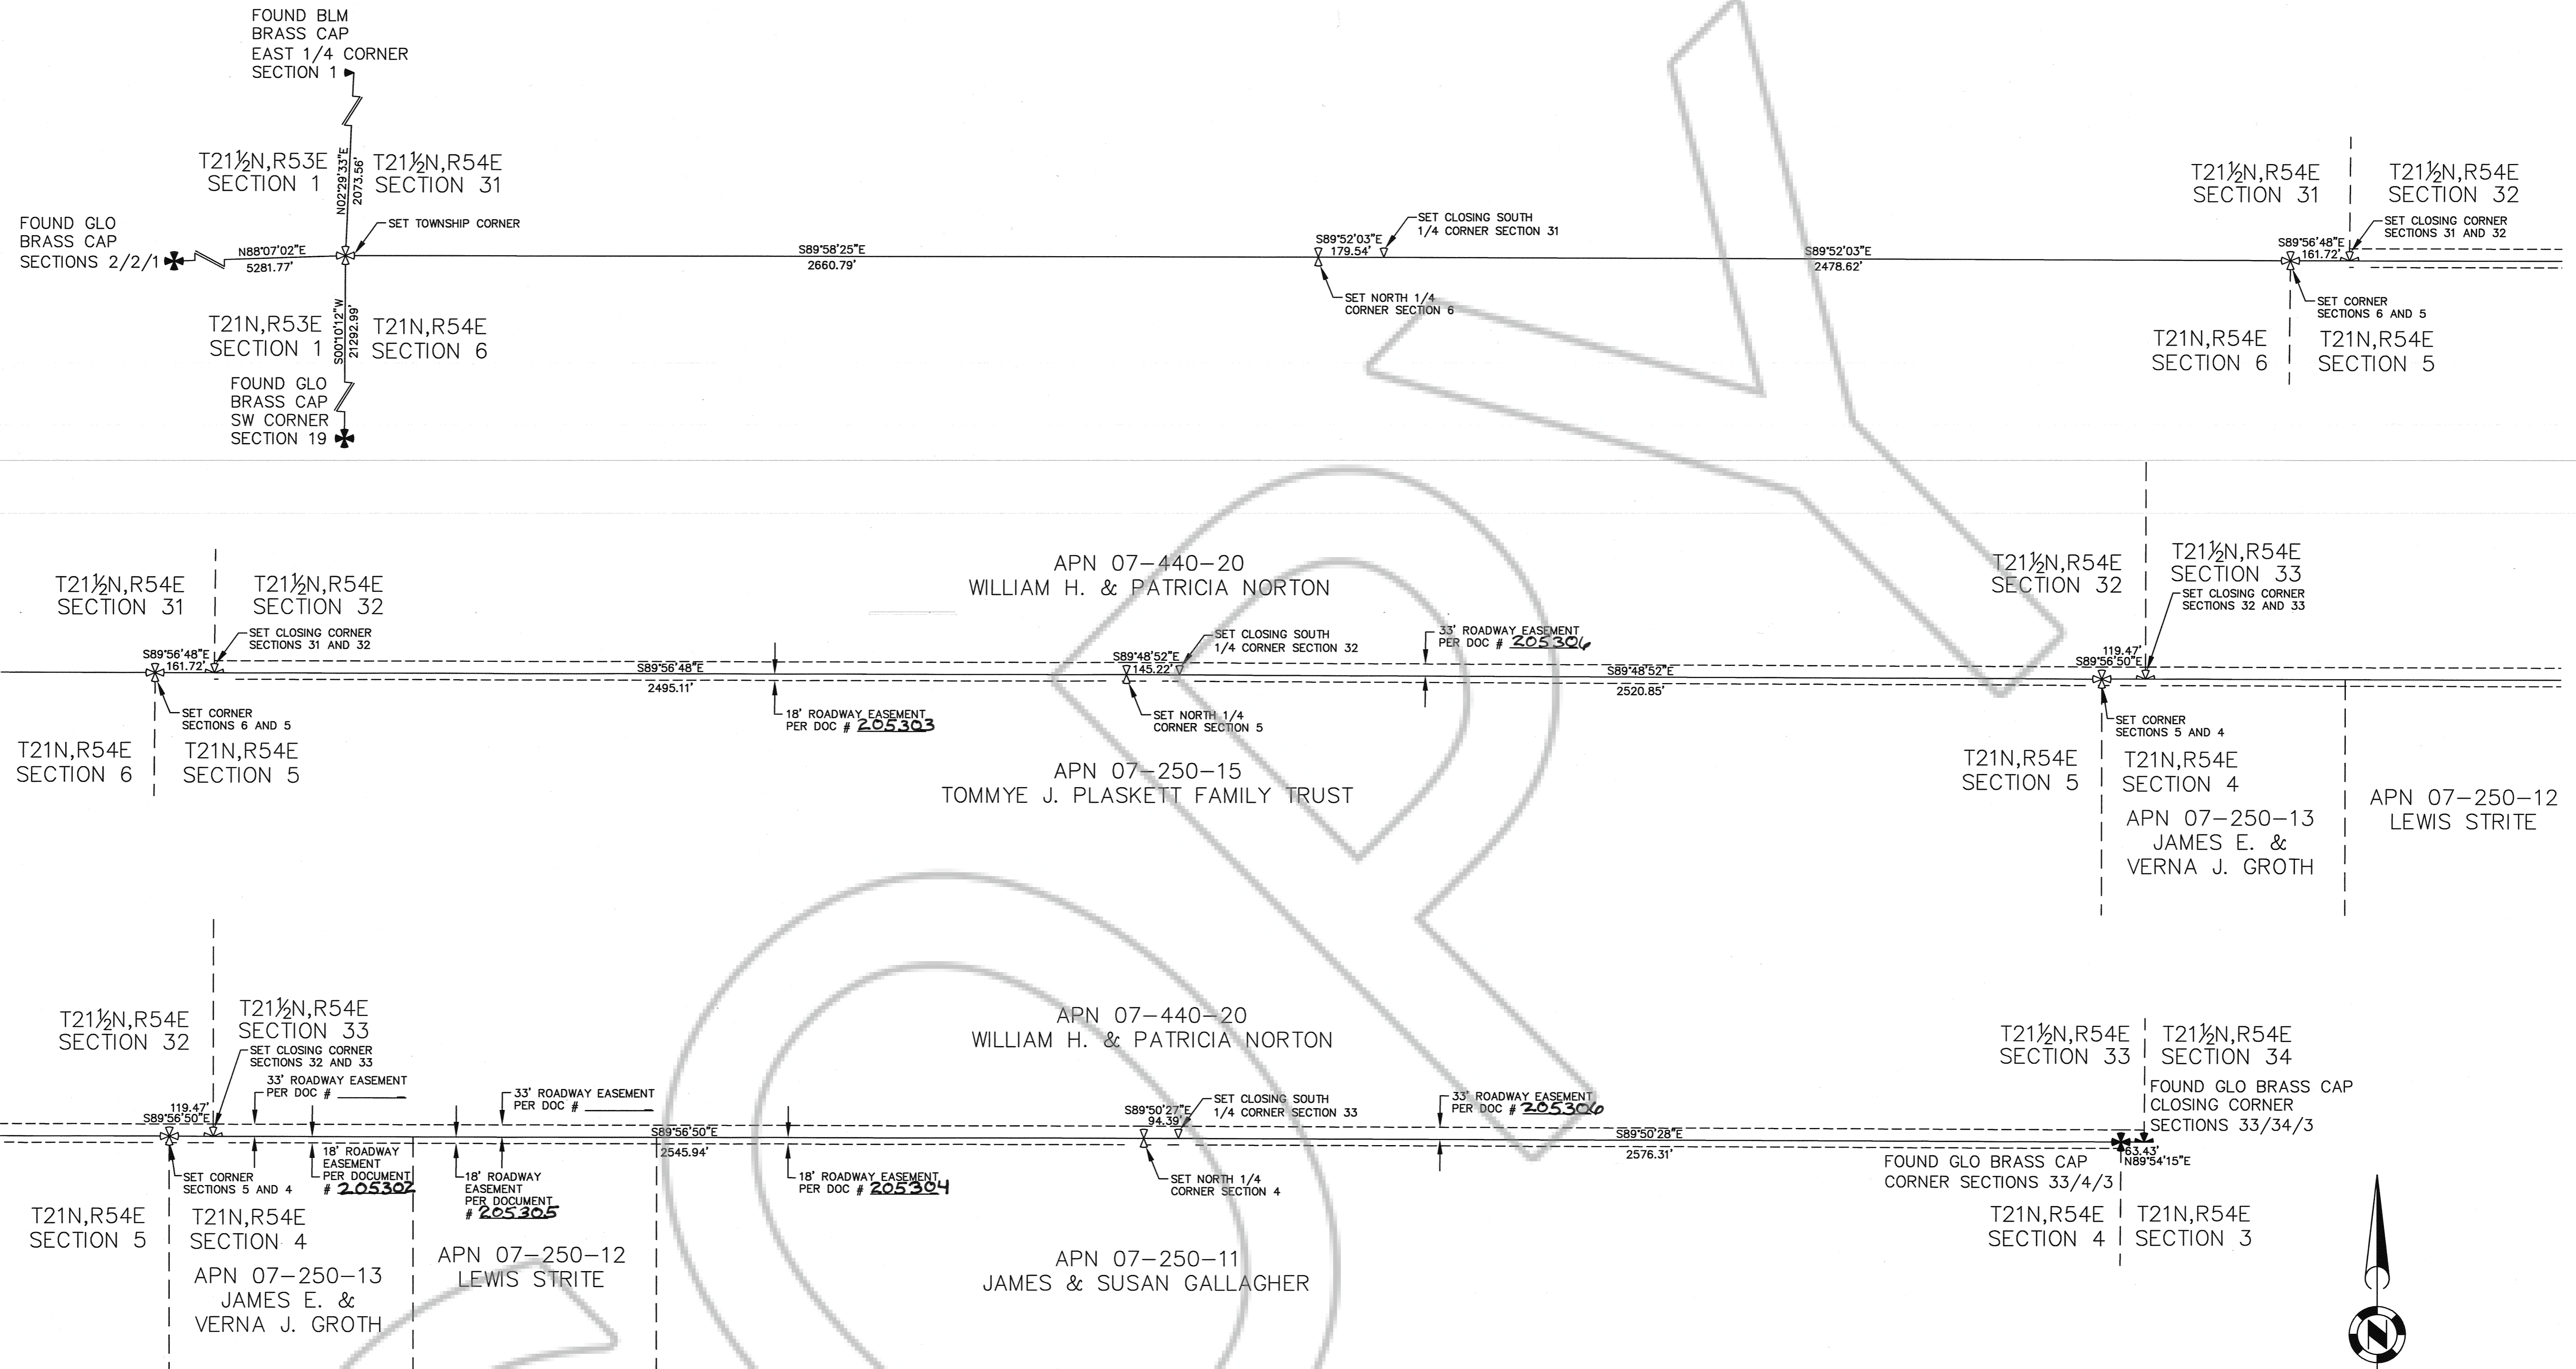 FOUND BLM
BRASS CAP
EAST 1/4 CORNER
SECTION 1
T21½N,R53E
SECTION 1
N02°29'33"E
2073.56'
T21½N,R54E
SECTION 31
SET TOWNSHIP CORNER
FOUND GLO
BRASS CAP
SECTIONS 2/2/1
N88°07'02"E
5281.77'
S89°58'25"E
2660.79'
S89°52'03"E
179.54'
SET CLOSING SOUTH
1/4 CORNER SECTION 31
SET NORTH 1/4
CORNER SECTION 6
S89°52'03"E
2478.62'
T21½N,R54E
SECTION 31
T21½N,R54E
SECTION 32
SET CLOSING CORNER
SECTIONS 31 AND 32
S89°56'48"E
161.72'
SET CORNER
SECTIONS 6 AND 5
T21N,R54E
SECTION 6
T21N,R54E
SECTION 5
T21N,R53E
SECTION 1
S00°10'12"W
21292.99'
T21N,R54E
SECTION 6
FOUND GLO
BRASS CAP
SW CORNER
SECTION 19
T21½N,R54E
SECTION 31
T21½N,R54E
SECTION 32
SET CLOSING CORNER
SECTIONS 31 AND 32
S89°56'48"E
161.72'
SET CORNER
SECTIONS 6 AND 5
T21N,R54E
SECTION 6
T21N,R54E
SECTION 5
S89°56'48"E
2495.11'
18' ROADWAY EASEMENT
PER DOC # 205303
APN 07-440-20
WILLIAM H. & PATRICIA NORTON
S89°48'52"E
145.22'
SET CLOSING SOUTH
1/4 CORNER SECTION 32
SET NORTH 1/4
CORNER SECTION 5
33' ROADWAY EASEMENT
PER DOC # 205306
S89°48'52"E
2520.85'
APN 07-250-15
TOMMYE J. PLASKETT FAMILY TRUST
T21½N,R54E
SECTION 32
T21½N,R54E
SECTION 33
SET CLOSING CORNER
SECTIONS 32 AND 33
119.47'
S89°56'50"E
SET CORNER
SECTIONS 5 AND 4
T21N,R54E
SECTION 5
T21N,R54E
SECTION 4
APN 07-250-13
JAMES E. &
VERNA J. GROTH
APN 07-250-12
LEWIS STRITE
T21½N,R54E
SECTION 32
T21½N,R54E
SECTION 33
SET CLOSING CORNER
SECTIONS 32 AND 33
33' ROADWAY EASEMENT
PER DOC #
119.47'
S89°56'50"E
33' ROADWAY EASEMENT
PER DOC #
SET CORNER
SECTIONS 5 AND 4
18' ROADWAY
EASEMENT
PER DOCUMENT
# 205302
18' ROADWAY
EASEMENT
PER DOCUMENT
# 205305
S89°56'50"E
2545.94'
18' ROADWAY EASEMENT
PER DOC # 205304
APN 07-440-20
WILLIAM H. & PATRICIA NORTON
S89°50'27"E
94.39'
SET CLOSING SOUTH
1/4 CORNER SECTION 33
SET NORTH 1/4
CORNER SECTION 4
33' ROADWAY EASEMENT
PER DOC # 205306
S89°50'28"E
2576.31'
T21½N,R54E
SECTION 33
T21½N,R54E
SECTION 34
FOUND GLO BRASS CAP
CLOSING CORNER
SECTIONS 33/34/3
63.43'
N89°54'15"E
FOUND GLO BRASS CAP
CORNER SECTIONS 33/4/3
T21N,R54E
SECTION 4
T21N,R54E
SECTION 3
T21N,R54E
SECTION 5
T21N,R54E
SECTION 4
APN 07-250-13
JAMES E. &
VERNA J. GROTH
APN 07-250-12
LEWIS STRITE
APN 07-250-11
JAMES & SUSAN GALLAGHER
N
COPY